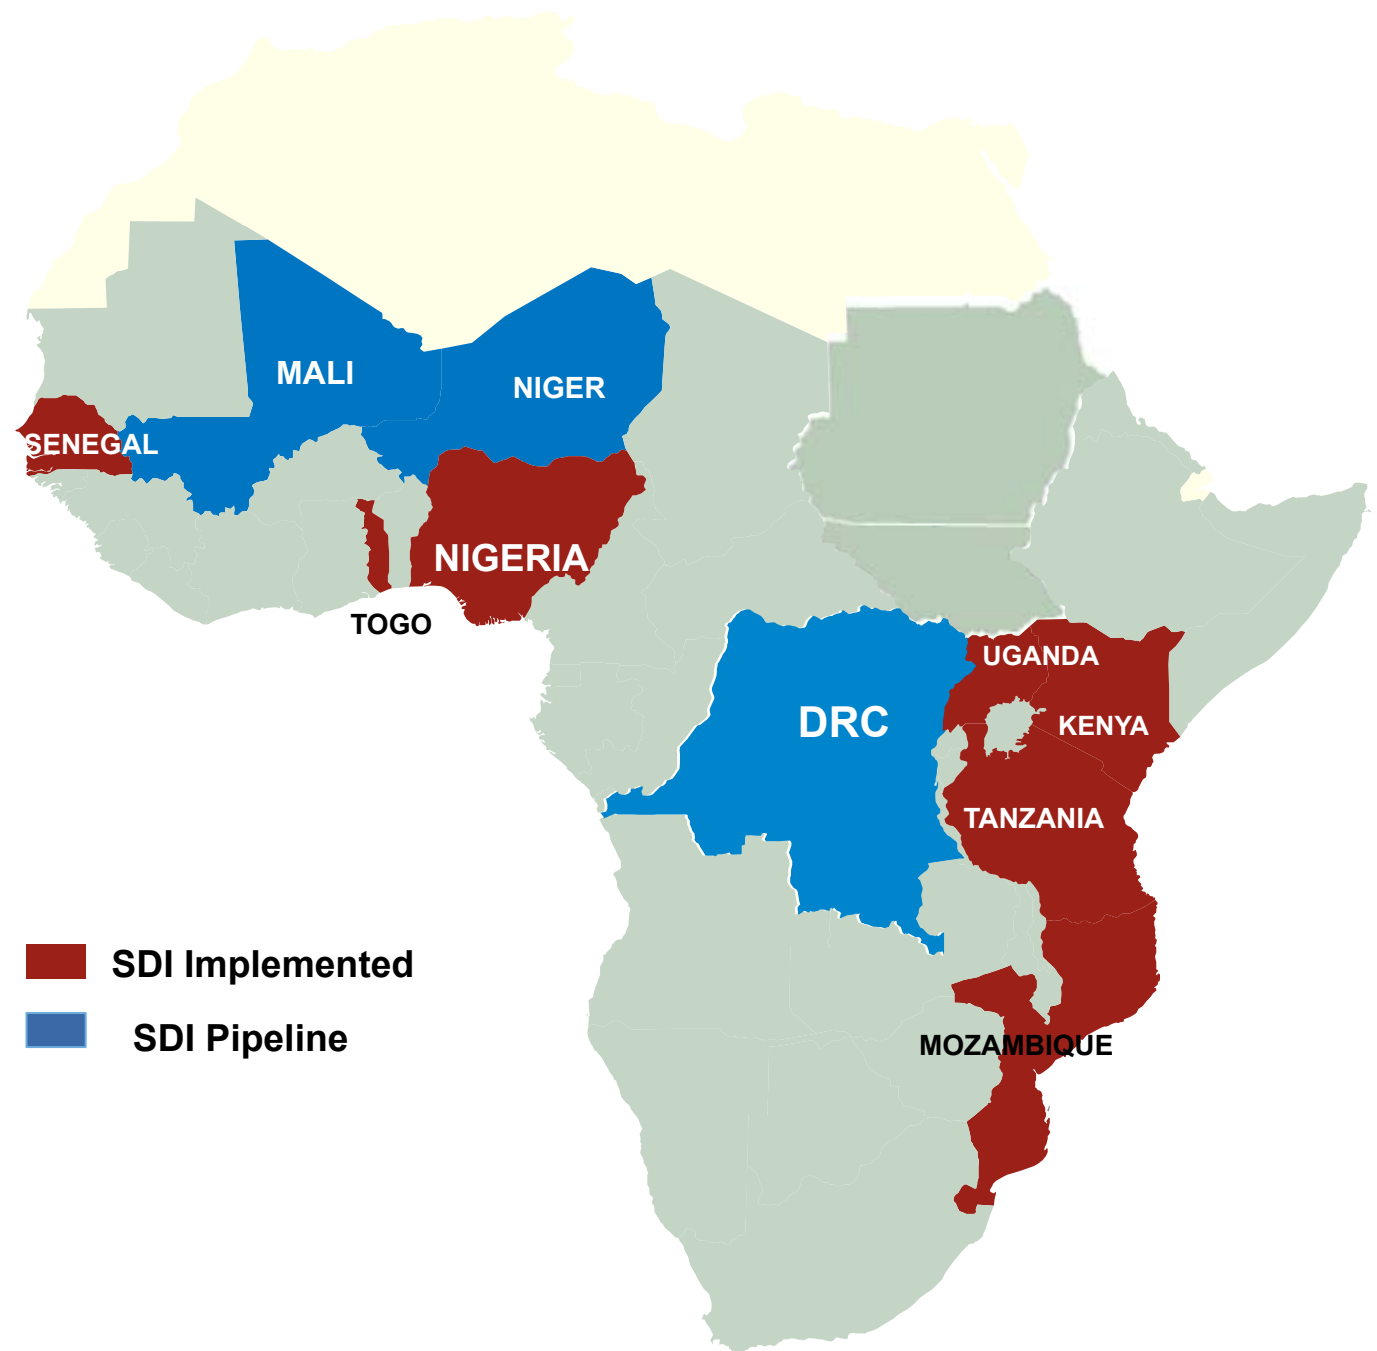 MALI
NIGER
SENEGAL
NIGERIA
TOGO
UGANDA
DRC
KENYA
TANZANIA
SDI Implemented
SDI Pipeline
MOZAMBIQUE